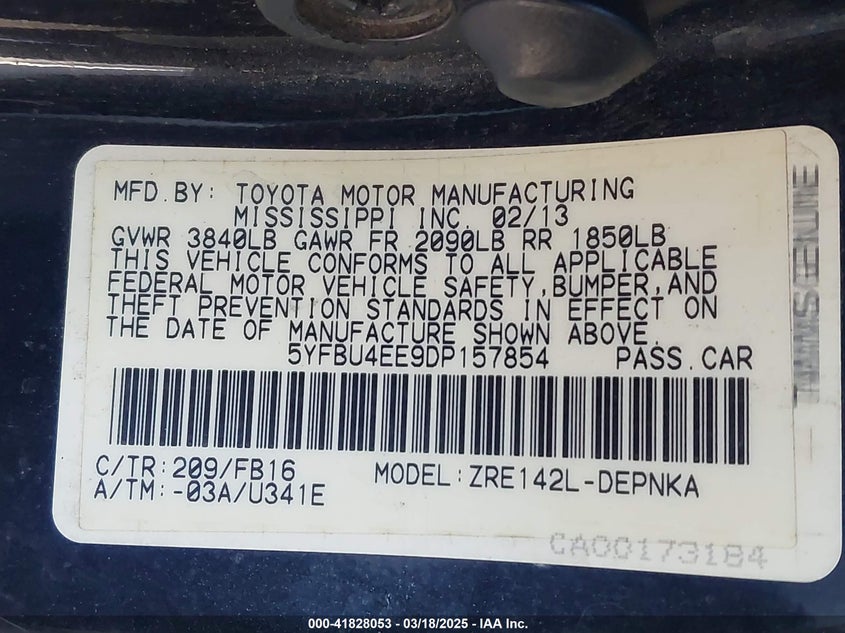 MFD.BY: TOYOTA MOTOR MANUFACTURING
MISSISSIPPI INC. 02/13
GVWR 3840LB GAWR FR 2090LB RR 1850LB
THIS VEHICLE CONFORMS TO ALL APPLICABLE
FEDERAL MOTOR VEHICLE SAFETY,BUMPER,AND
THEFT PREVENTION STANDARDS IN EFFECT ON
THE DATE OF MANUFACTURE SHOWN ABOVE.
5YFBU4EE9DP157854 PASS.CAR
C/TR:209/FB16 MODEL:ZRE142L-DEPNKA
A/TM:-03A/U341E
CA00173184
000-41828053 — 03/18/2025 — IAA Inc.